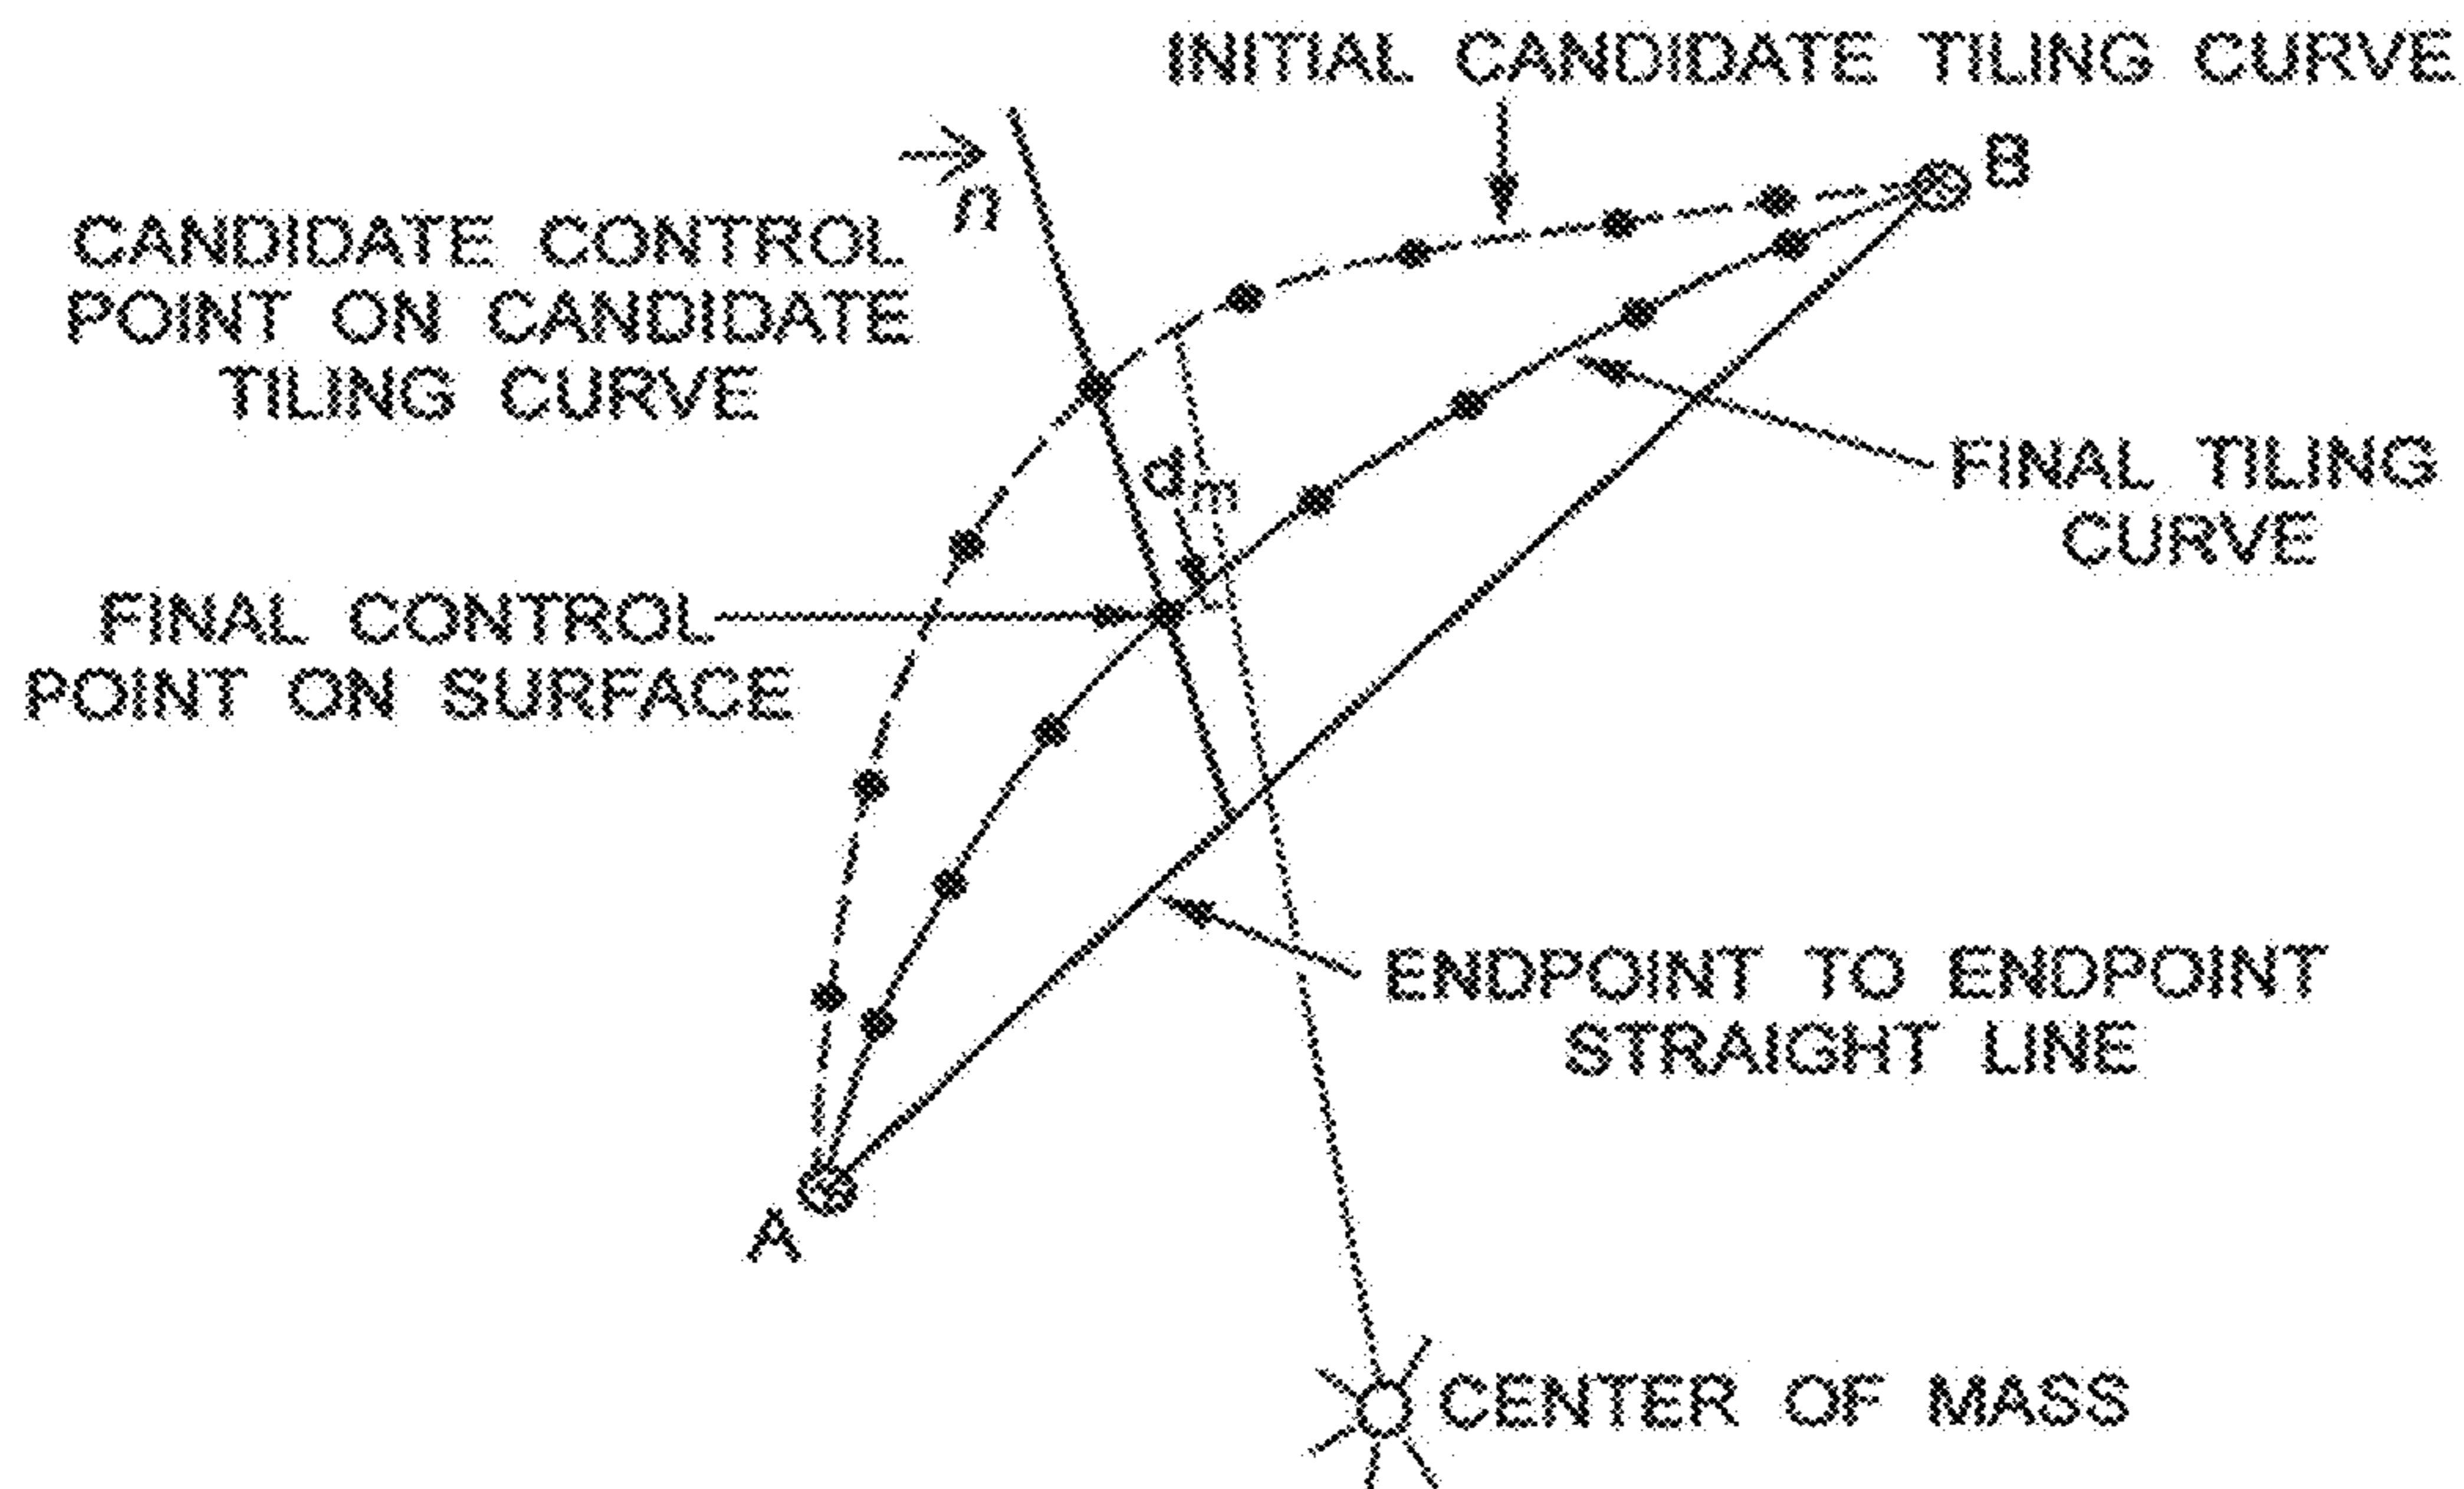 INITIAL CANDIDATE TILING CURVE
n
B
CANDIDATE CONTROL
POINT ON CANDIDATE
TILING CURVE
dm
FINAL TILING
CURVE
FINAL CONTROL
POINT ON SURFACE
ENDPOINT TO ENDPOINT
STRAIGHT LINE
A
CENTER OF MASS